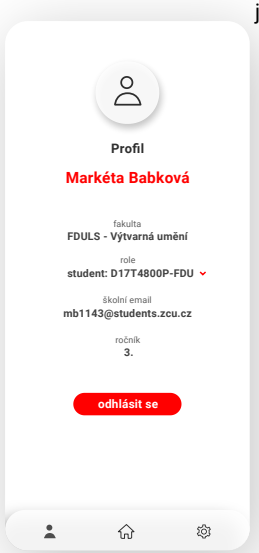 j
Profil
Markéta Babková
fakulta
FDULS - Výtvarná umění
role
student: D17T4800P-FDU
školní email
mb1143@students.zcu.cz
ročník
3.
odhlásit se